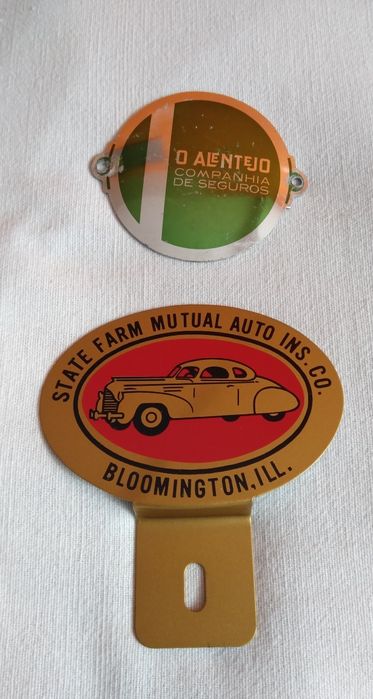 O ALENTEJO
COMPANHIA
DE SEGUROS
STATE FARM MUTUAL AUTO INS. CO.
BLOOMINGTON, ILL.